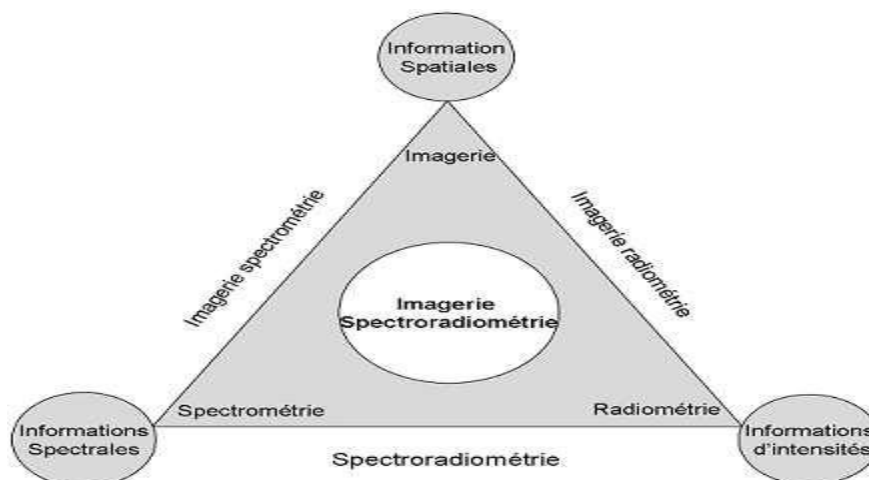 Information
Spatiales
Imagerie
Imagerie spectrométrie
Imagerie radiométrie
Imagerie
Spectroradiométrie
Spectrométrie
Radiométrie
Informations
Spectrales
Informations
d'intensités
Spectroradiométrie